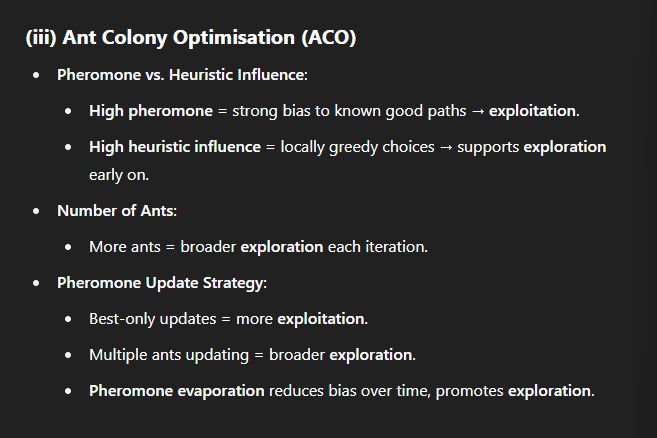 (iii) Ant Colony Optimisation (ACO)
• Pheromone vs. Heuristic Influence:
• High pheromone = strong bias to known good paths → exploitation.
• High heuristic influence = locally greedy choices → supports exploration
early on.
• Number of Ants:
• More ants = broader exploration each iteration.
• Pheromone Update Strategy:
• Best-only updates = more exploitation.
• Multiple ants updating = broader exploration.
• Pheromone evaporation reduces bias over time, promotes exploration.